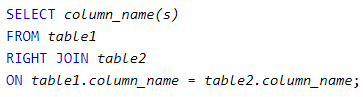 SELECT column_name(s)
FROM table1
RIGHT JOIN table2
ON table1.column_name = table2.column_name;